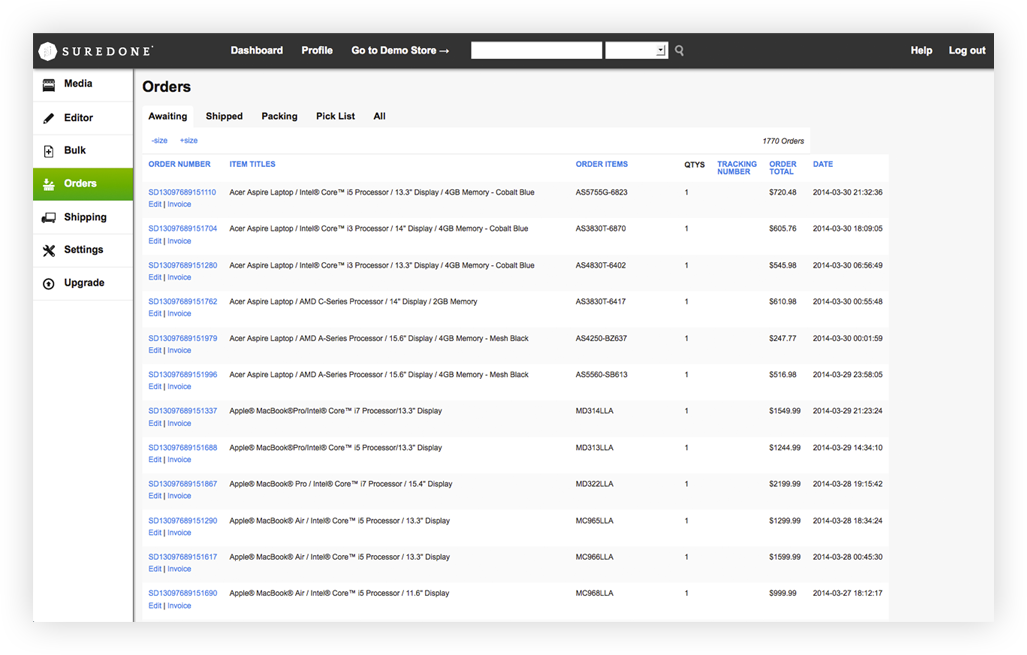 SUREDONE Dashboard Profile Go to Demo Store → Help Log out
Media
Editor
Bulk
Orders
Shipping
Settings
Upgrade
Orders
Awaiting Shipped Packing Pick List All
-size +size 1770 Orders
ORDER NUMBER ITEM TITLES ORDER ITEMS QTYS TRACKING NUMBER ORDER TOTAL DATE
SD13097689151110 Acer Aspire Laptop / Intel® Core™ i5 Processor / 13.3" Display / 4GB Memory - Cobalt Blue AS5755G-6823 1 $720.48 2014-03-30 21:32:36
Edit | Invoice
SD13097689151704 Acer Aspire Laptop / Intel® Core™ i3 Processor / 14" Display / 4GB Memory - Cobalt Blue AS3830T-6870 1 $605.76 2014-03-30 18:09:05
Edit | Invoice
SD13097689151280 Acer Aspire Laptop / Intel® Core™ i3 Processor / 13.3" Display / 4GB Memory - Cobalt Blue AS4830T-6402 1 $545.98 2014-03-30 06:56:49
Edit | Invoice
SD13097689151762 Acer Aspire Laptop / AMD C-Series Processor / 14" Display / 2GB Memory AS3830T-6417 1 $610.98 2014-03-30 00:55:48
Edit | Invoice
SD13097689151979 Acer Aspire Laptop / AMD A-Series Processor / 15.6" Display / 4GB Memory - Mesh Black AS4250-BZ637 1 $247.77 2014-03-30 00:01:59
Edit | Invoice
SD13097689151996 Acer Aspire Laptop / AMD A-Series Processor / 15.6" Display / 4GB Memory - Mesh Black AS5560-SB613 1 $516.98 2014-03-29 23:58:05
Edit | Invoice
SD13097689151337 Apple® MacBook®Pro/Intel® Core™ i7 Processor/13.3" Display MD314LLA 1 $1549.99 2014-03-29 21:23:24
Edit | Invoice
SD13097689151688 Apple® MacBook®Pro/Intel® Core™ i5 Processor/13.3" Display MD313LLA 1 $1244.99 2014-03-29 14:34:10
Edit | Invoice
SD13097689151867 Apple® MacBook® Pro / Intel® Core™ i7 Processor / 15.4" Display MD322LLA 1 $2199.99 2014-03-28 19:15:42
Edit | Invoice
SD13097689151290 Apple® MacBook® Air / Intel® Core™ i5 Processor / 13.3" Display MC965LLA 1 $1299.99 2014-03-28 18:34:24
Edit | Invoice
SD13097689151617 Apple® MacBook® Air / Intel® Core™ i5 Processor / 13.3" Display MC966LLA 1 $1599.99 2014-03-28 00:45:30
Edit | Invoice
SD13097689151690 Apple® MacBook® Air / Intel® Core™ i5 Processor / 11.6" Display MC968LLA 1 $999.99 2014-03-27 18:12:17
Edit | Invoice